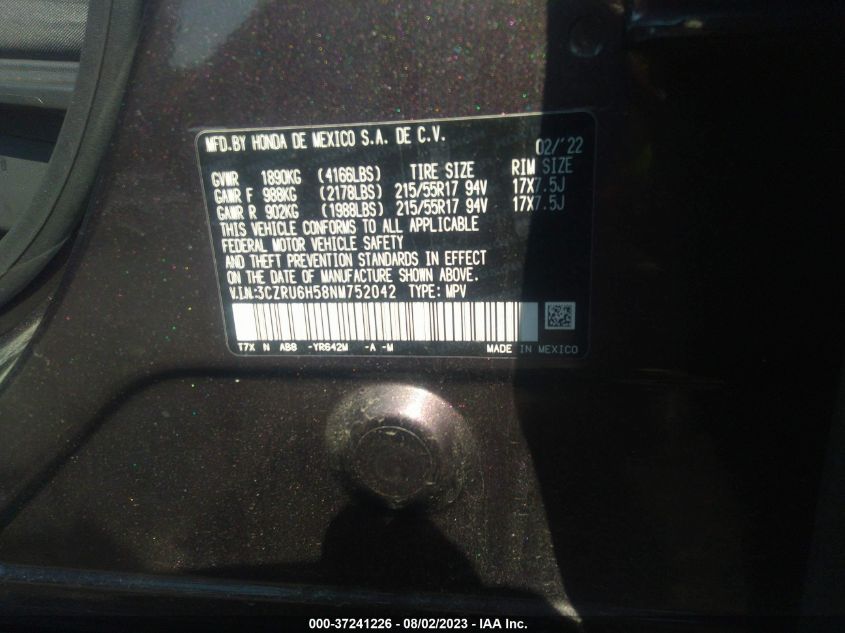 MFD.BY HONDA DE MEXICO S.A. DE C.V. 02/'22
GVWR 1890KG (4166LBS) TIRE SIZE RIM SIZE
GAWR F 988KG (2178LBS) 215/55R17 94V 17X7.5J
GAWR R 902KG (1988LBS) 215/55R17 94V 17X7.5J
THIS VEHICLE CONFORMS TO ALL APPLICABLE
FEDERAL MOTOR VEHICLE SAFETY
AND THEFT PREVENTION STANDARDS IN EFFECT
ON THE DATE OF MANUFACTURE SHOWN ABOVE.
V.I.N:3CZRU6H58NM752042 TYPE: MPV
T7X N ABS -YR642M -A -M MADE IN MEXICO
000-37241226 - 08/02/2023 - IAA Inc.